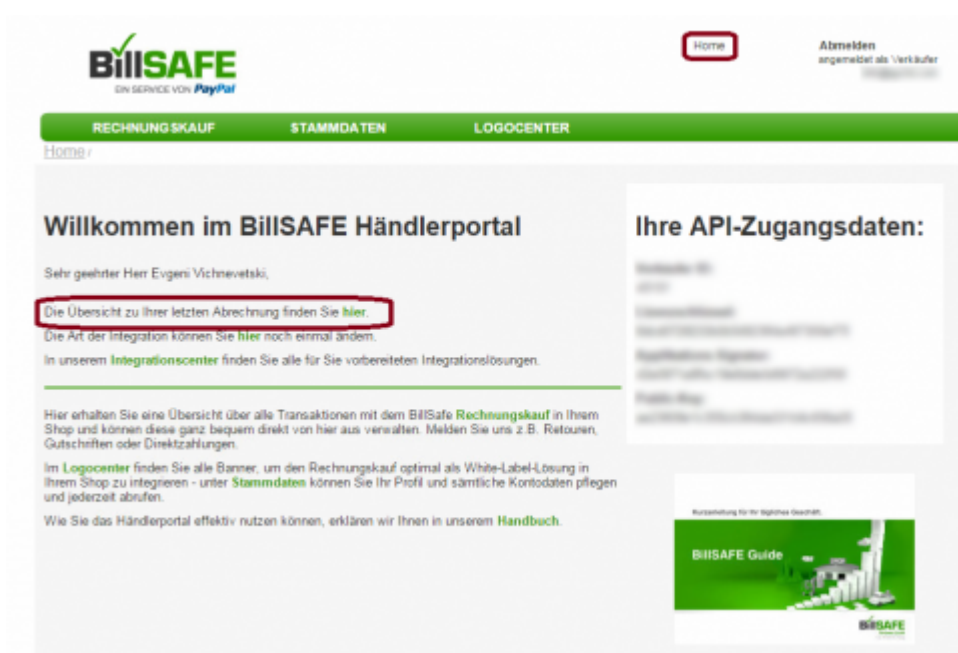 BillSAFE
EIN SERVICE VON PayPal
Home
Abmelden
angemeldet als Verkäufer
RECHNUNGSKAUF STAMMDATEN LOGOCENTER
Home /
Willkommen im BillSAFE Händlerportal
Sehr geehrter Herr Evgeni Vichnevetski,
Die Übersicht zu Ihrer letzten Abrechnung finden Sie hier.
Die Art der Integration können Sie hier noch einmal ändern.
In unserem Integrationscenter finden Sie alle für Sie vorbereiteten Integrationslösungen.
Hier erhalten Sie eine Übersicht über alle Transaktionen mit dem BillSafe Rechnungskauf in Ihrem
Shop und können diese ganz bequem direkt von hier aus verwalten. Melden Sie uns z.B. Retouren,
Gutschriften oder Direktzahlungen.
Im Logocenter finden Sie alle Banner, um den Rechnungskauf optimal als White-Label-Lösung in
Ihrem Shop zu integrieren - unter Stammdaten können Sie Ihr Profil und sämtliche Kontodaten pflegen
und jederzeit abrufen.
Wie Sie das Händlerportal effektiv nutzen können, erklären wir Ihnen in unserem Handbuch.
Ihre API-Zugangsdaten:
Kurzanleitung für Ihr tägliches Geschäft.
BillSAFE Guide
BillSAFE